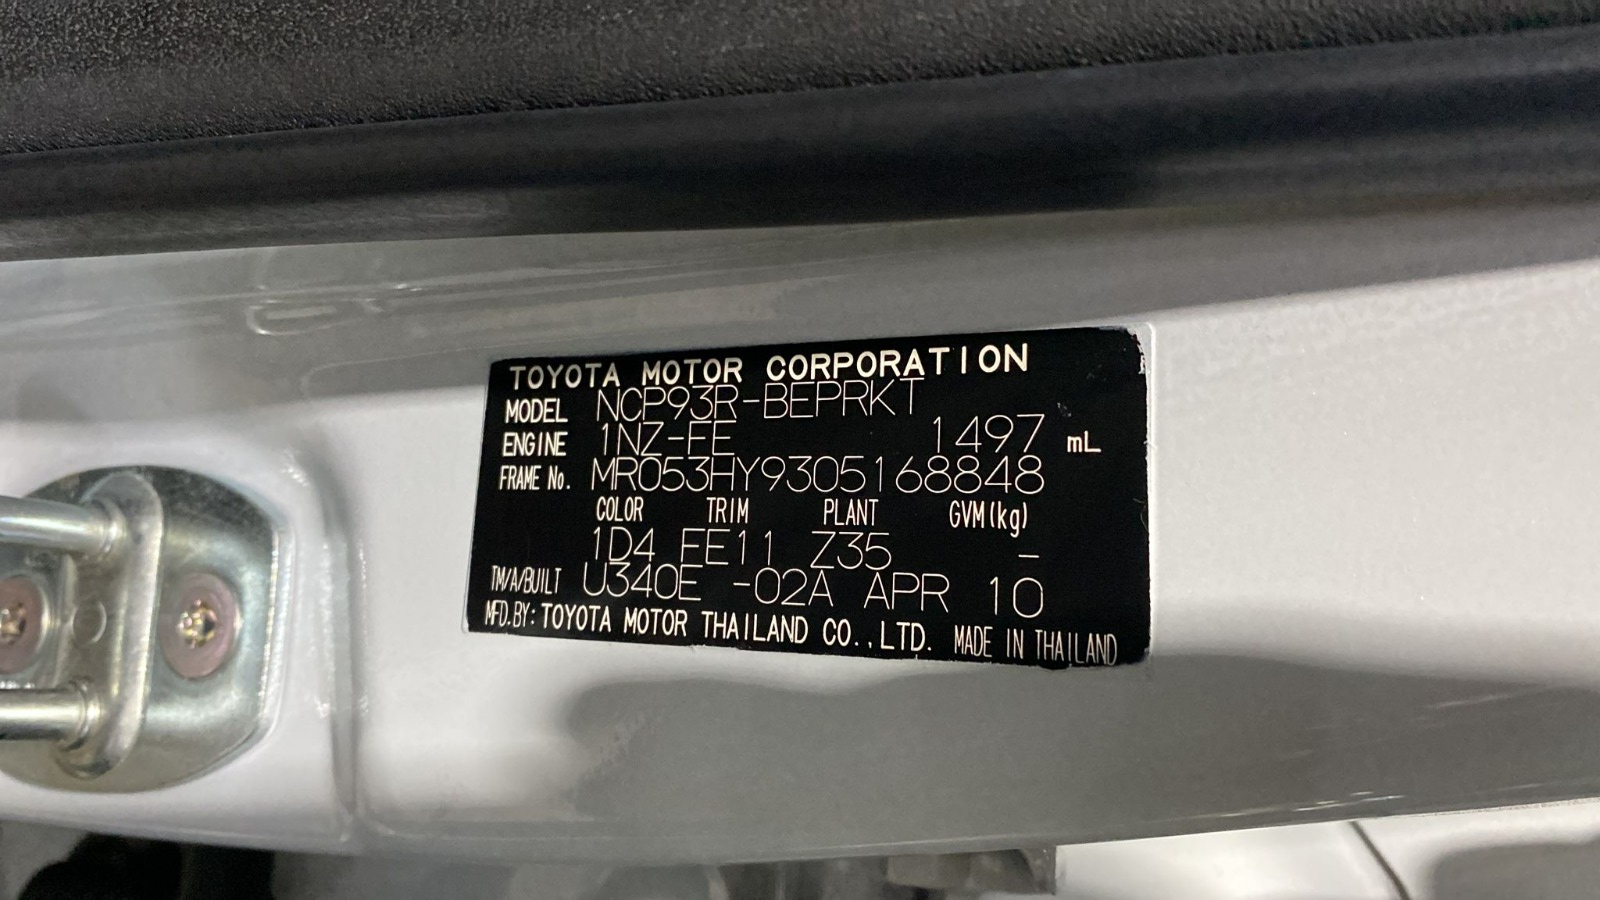 TOYOTA MOTOR CORPORATION
MODEL NCP93R-BEPRKT
ENGINE 1NZ-FE 1497 mL
FRAME No. MR053HY9305168848
COLOR TRIM PLANT GVM(kg)
1D4 FE11 Z35 -
TM/A/BUILT U340E -02A APR 10
MFD.BY: TOYOTA MOTOR THAILAND CO.,LTD. MADE IN THAILAND